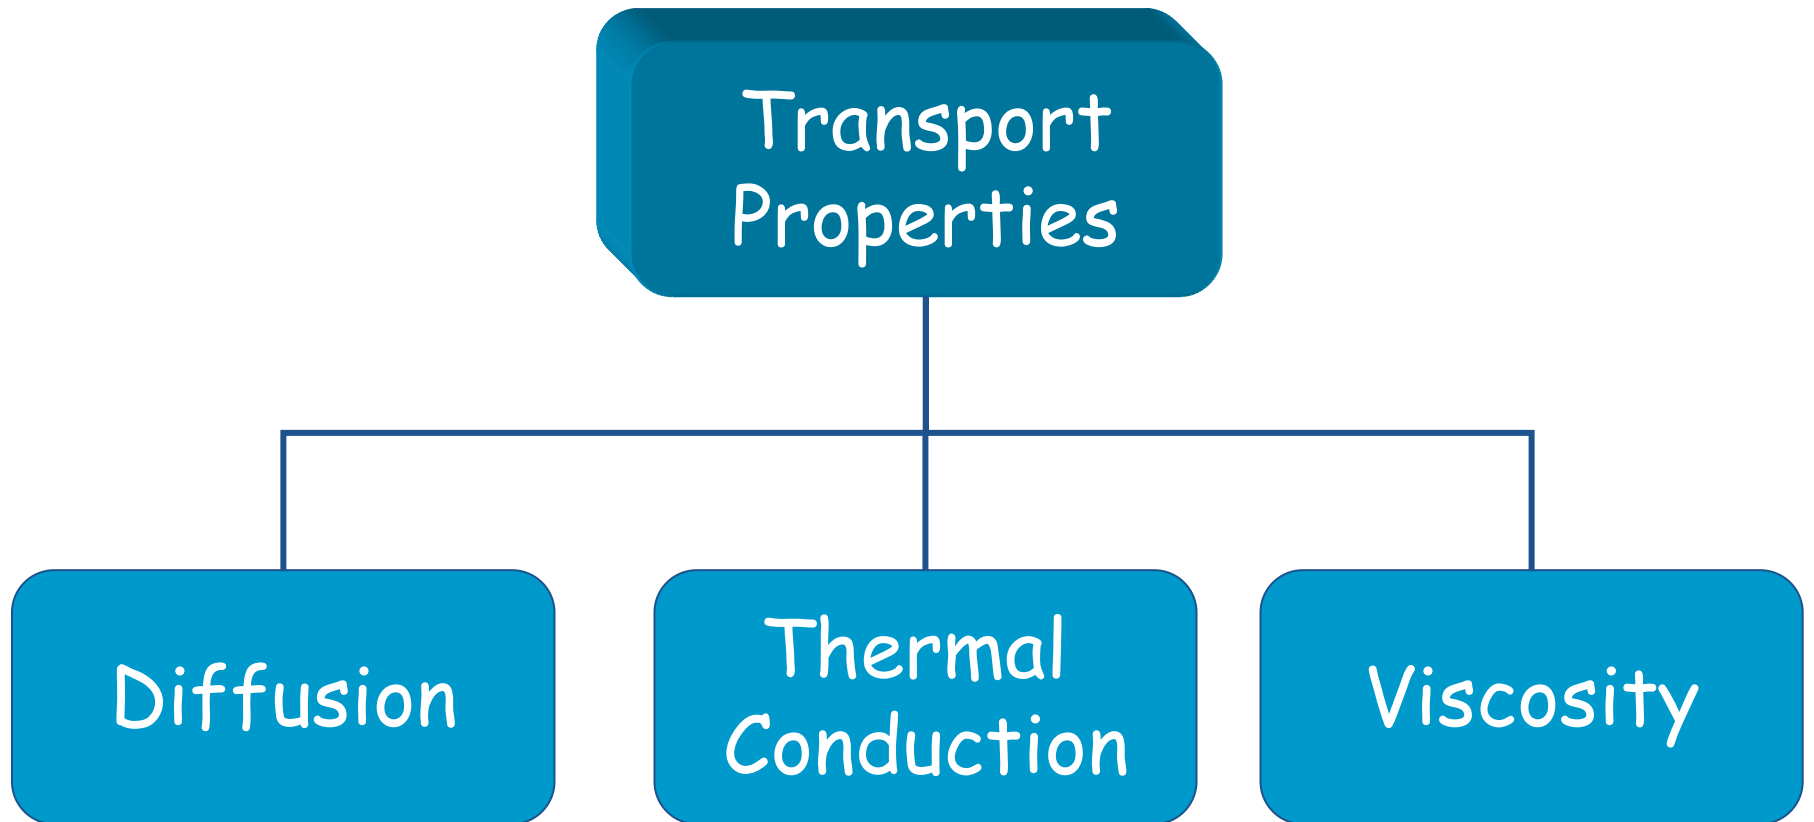 Transport
Properties
Diffusion
Thermal
Conduction
Viscosity